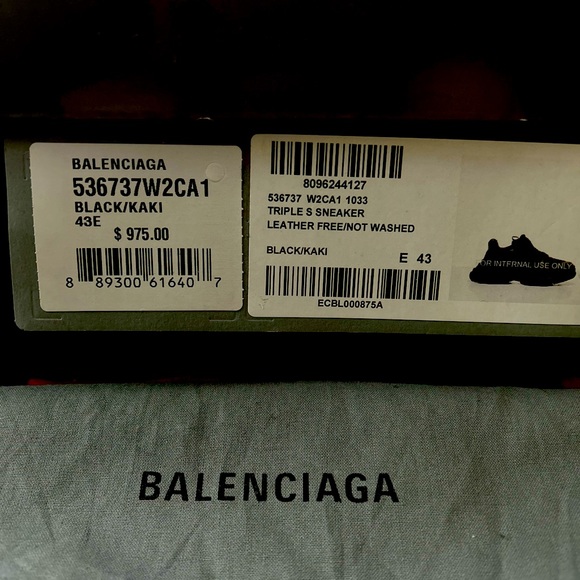 BALENCIAGA
536737W2CA1
BLACK/KAKI
43E
$ 975.00
8 89300 61640 7
8096244127
536737 W2CA1 1033
TRIPLE S SNEAKER
LEATHER FREE/NOT WASHED
BLACK/KAKI E 43
ECBL000875A
FOR INTERNAL USE ONLY
BALENCIAGA